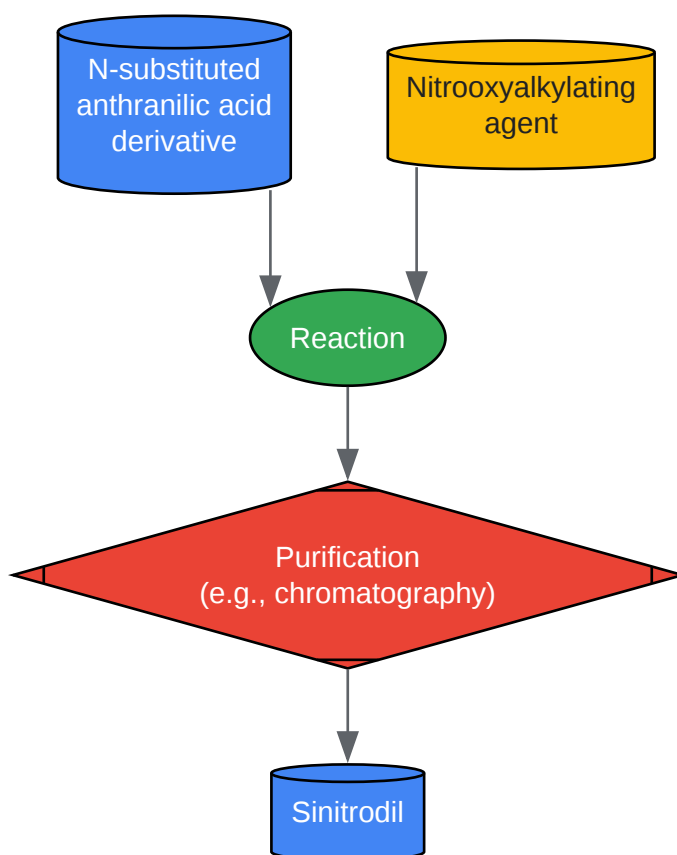 N-substituted
anthranilic acid
derivative
Nitrooxyalkylating
agent
Reaction
Purification
(e.g., chromatography)
Sinitrodil